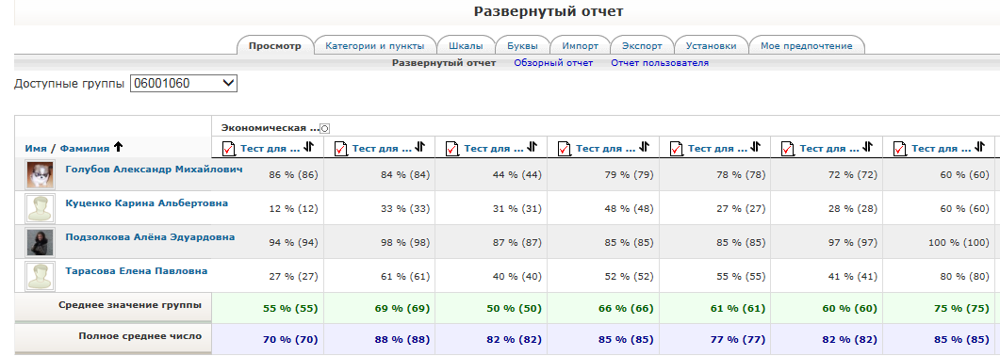 Развернутый отчет
Просмотр Категории и пункты Шкалы Буквы Импорт Экспорт Установки Мое предпочтение
Развернутый отчет Обзорный отчет Отчет пользователя
Доступные группы 06001060
Экономическая ...
Имя / Фамилия Тест для ... Тест для ... Тест для ... Тест для ... Тест для ... Тест для ... Тест для ...
Голубов Александр Михайлович 86 % (86) 84 % (84) 44 % (44) 79 % (79) 78 % (78) 72 % (72) 60 % (60)
Куценко Карина Альбертовна 12 % (12) 33 % (33) 31 % (31) 48 % (48) 27 % (27) 28 % (28) 60 % (60)
Подзолкова Алёна Эдуардовна 94 % (94) 98 % (98) 87 % (87) 85 % (85) 85 % (85) 97 % (97) 100 % (100)
Тарасова Елена Павловна 27 % (27) 61 % (61) 40 % (40) 52 % (52) 55 % (55) 41 % (41) 80 % (80)
Среднее значение группы 55 % (55) 69 % (69) 50 % (50) 66 % (66) 61 % (61) 60 % (60) 75 % (75)
Полное среднее число 70 % (70) 88 % (88) 82 % (82) 85 % (85) 77 % (77) 82 % (82) 85 % (85)